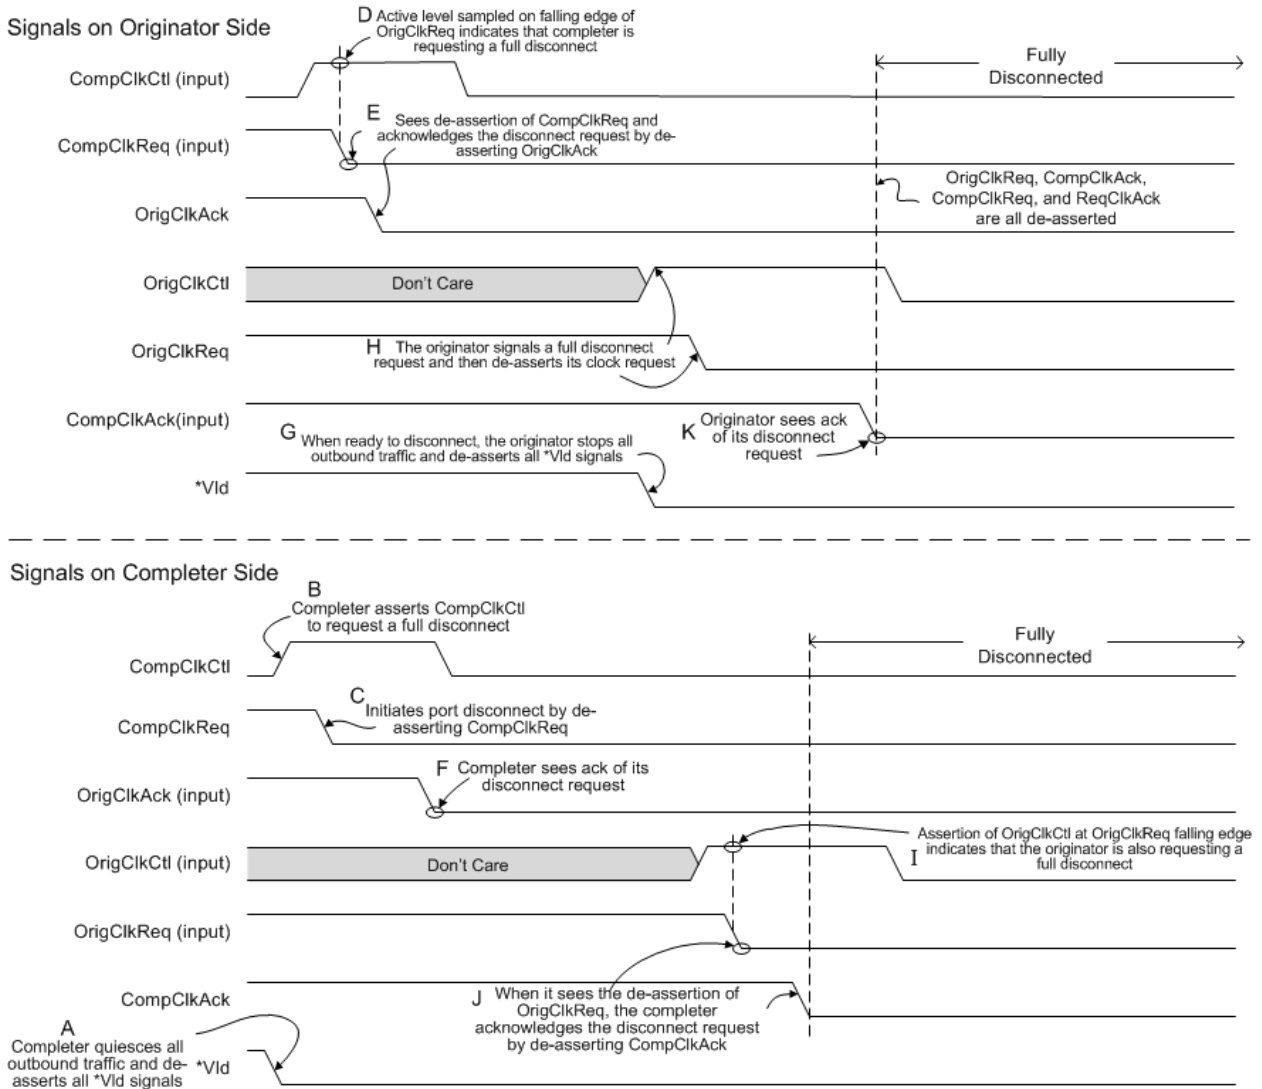 Signals on Originator Side
D Active level sampled on falling edge of
OrigClkReq indicates that completer is
requesting a full disconnect
CompClkCtl (input)
Fully
Disconnected
E
Sees de-assertion of CompClkReq and
acknowledges the disconnect request by de-
asserting OrigClkAck
CompClkReq (input)
OrigClkReq, CompClkAck,
CompClkReq, and ReqClkAck
are all de-asserted
OrigClkAck
OrigClkCtl
Don't Care
OrigClkReq
H The originator signals a full disconnect
request and then de-asserts its clock request
CompClkAck(input)
G When ready to disconnect, the originator stops all
outbound traffic and de-asserts all *Vld signals
K Originator sees ack
of its disconnect
request
*Vld
Signals on Completer Side
B
Completer asserts CompClkCtl
to request a full disconnect
CompClkCtl
Fully
Disconnected
C
Initiates port disconnect by de-
asserting CompClkReq
CompClkReq
F Completer sees ack of its
disconnect request
OrigClkAck (input)
OrigClkCtl (input)
Don't Care
I
Assertion of OrigClkCtl at OrigClkReq falling edge
indicates that the originator is also requesting a
full disconnect
OrigClkReq (input)
CompClkAck
J When it sees the de-assertion of
OrigClkReq, the completer
acknowledges the disconnect request
by de-asserting CompClkAck
A
Completer quiesces all
outbound traffic and de-
asserts all *Vld signals
*Vld